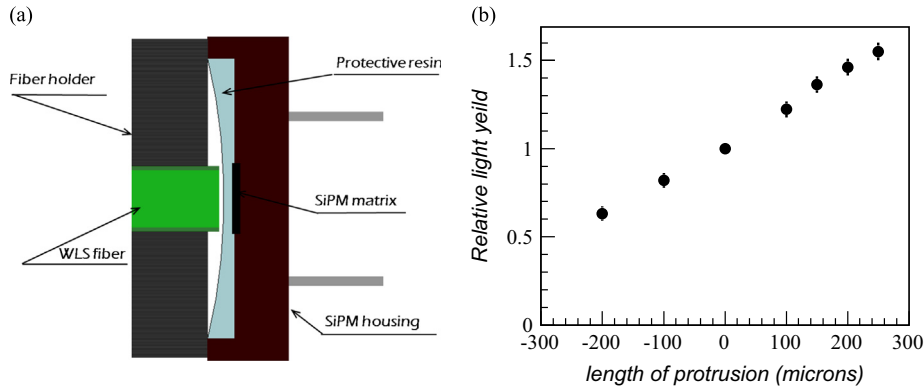 (a)
Fiber holder
WLS fiber
Protective resin
SiPM matrix
SiPM housing
(b)
Relative light yeild
1.5
1
0.5
0
-300 -200 -100 0 100 200 300
length of protrusion (microns)